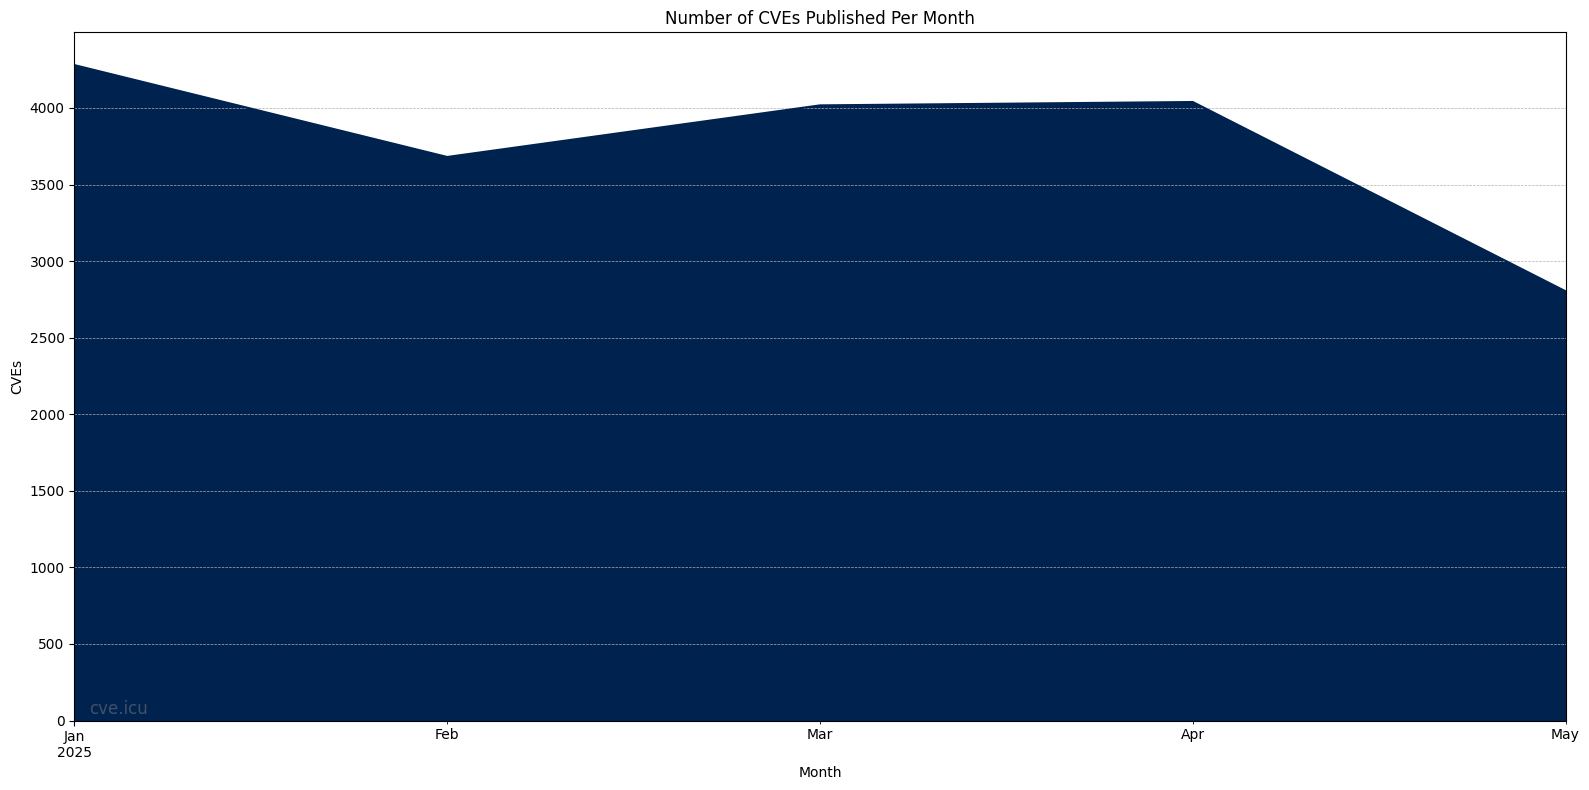 Number of CVEs Published Per Month
CVEs
4000
3500
3000
2500
2000
1500
1000
500
0
cve.icu
Jan Feb Mar Apr May
2025
Month